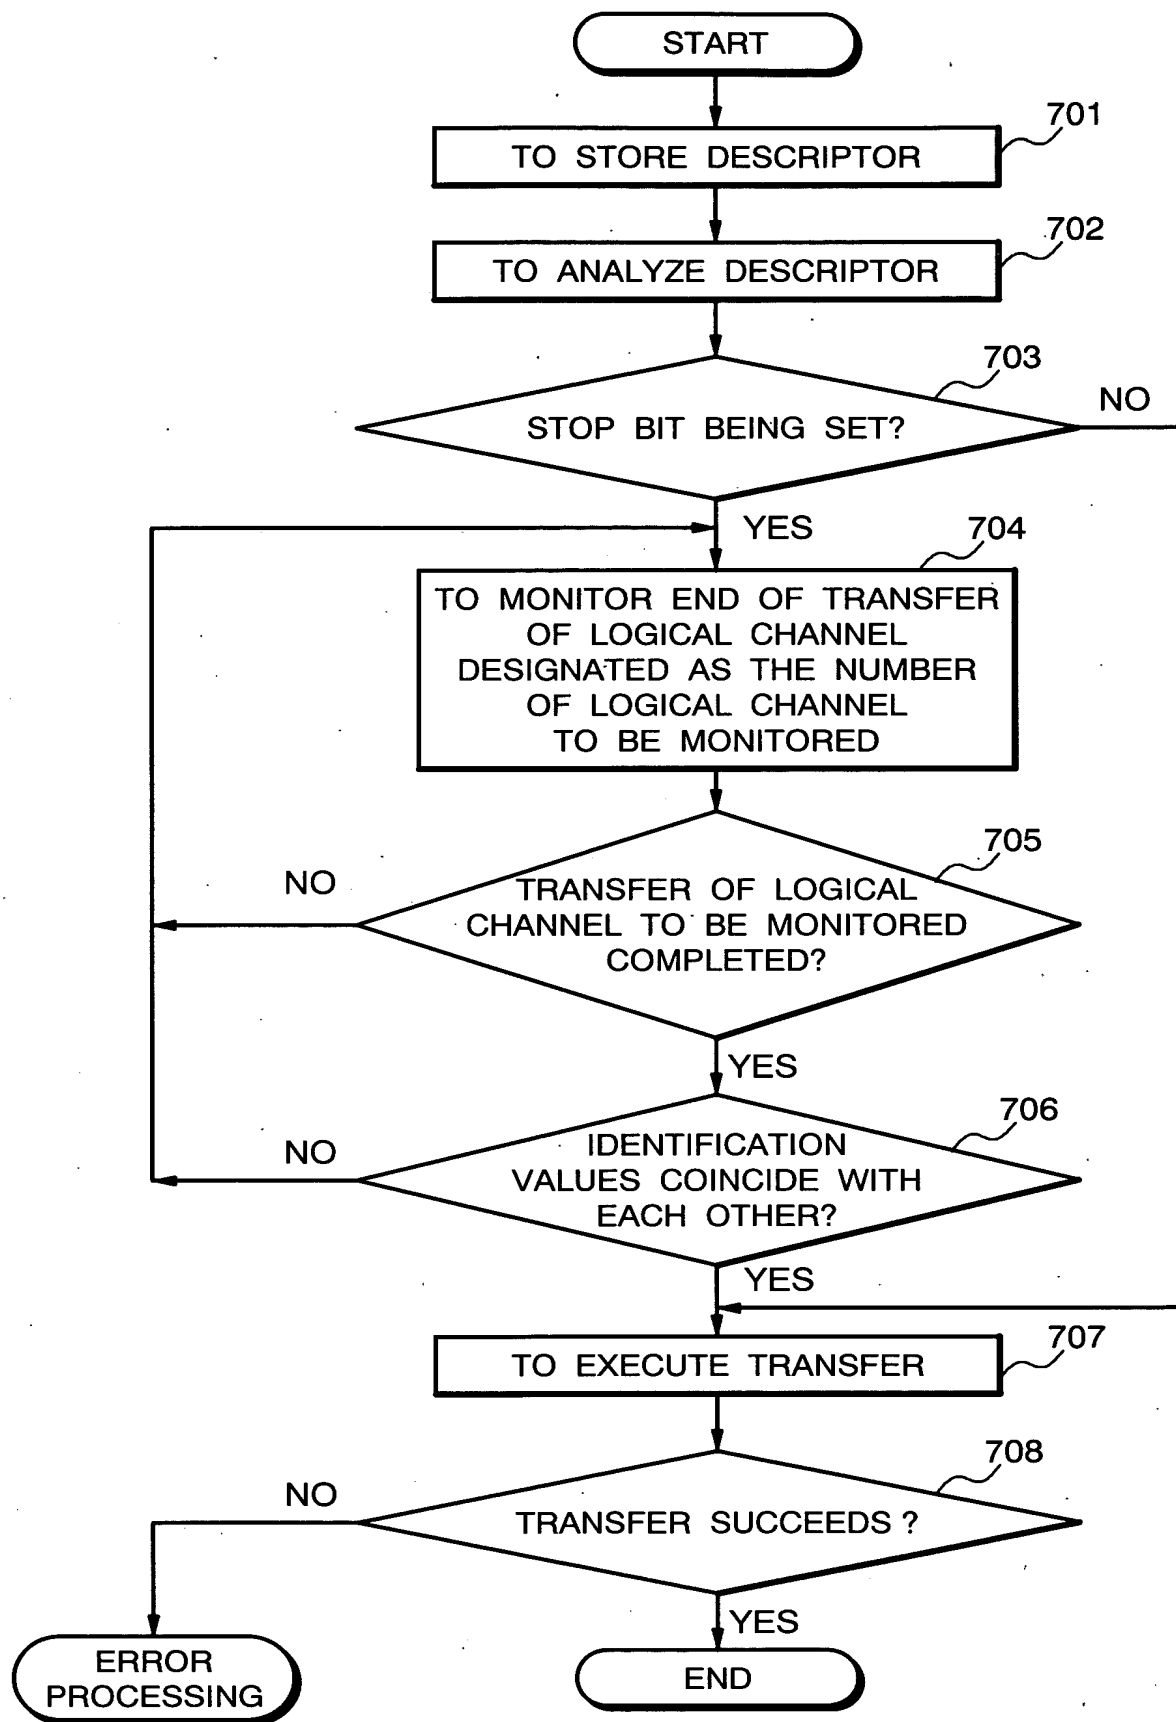 START
701
TO STORE DESCRIPTOR
702
TO ANALYZE DESCRIPTOR
703
STOP BIT BEING SET?
NO
YES
704
TO MONITOR END OF TRANSFER
OF LOGICAL CHANNEL
DESIGNATED AS THE NUMBER
OF LOGICAL CHANNEL
TO BE MONITORED
705
NO
TRANSFER OF LOGICAL
CHANNEL TO BE MONITORED
COMPLETED?
YES
706
NO
IDENTIFICATION
VALUES COINCIDE WITH
EACH OTHER?
YES
707
TO EXECUTE TRANSFER
708
NO
TRANSFER SUCCEEDS ?
YES
ERROR
PROCESSING
END